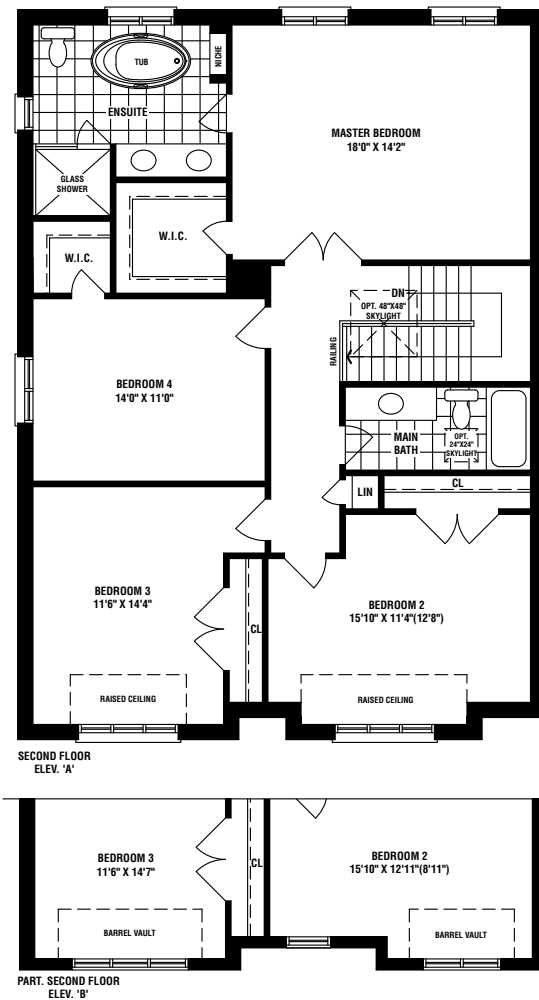 TUB
NICHE
ENSUITE
MASTER BEDROOM
18'0" X 14'2"
GLASS
SHOWER
W.I.C.
W.I.C.
DN
OPT. 48"X48"
SKYLIGHT
RAILING
BEDROOM 4
14'0" X 11'0"
MAIN
BATH
OPT.
24"X24"
SKYLIGHT
LIN
CL
BEDROOM 3
11'6" X 14'4"
CL
BEDROOM 2
15'10" X 11'4"(12'8")
RAISED CEILING
RAISED CEILING
SECOND FLOOR
ELEV. 'A'
BEDROOM 3
11'6" X 14'7"
CL
BEDROOM 2
15'10" X 12'11"(8'11")
BARREL VAULT
BARREL VAULT
PART. SECOND FLOOR
ELEV. 'B'